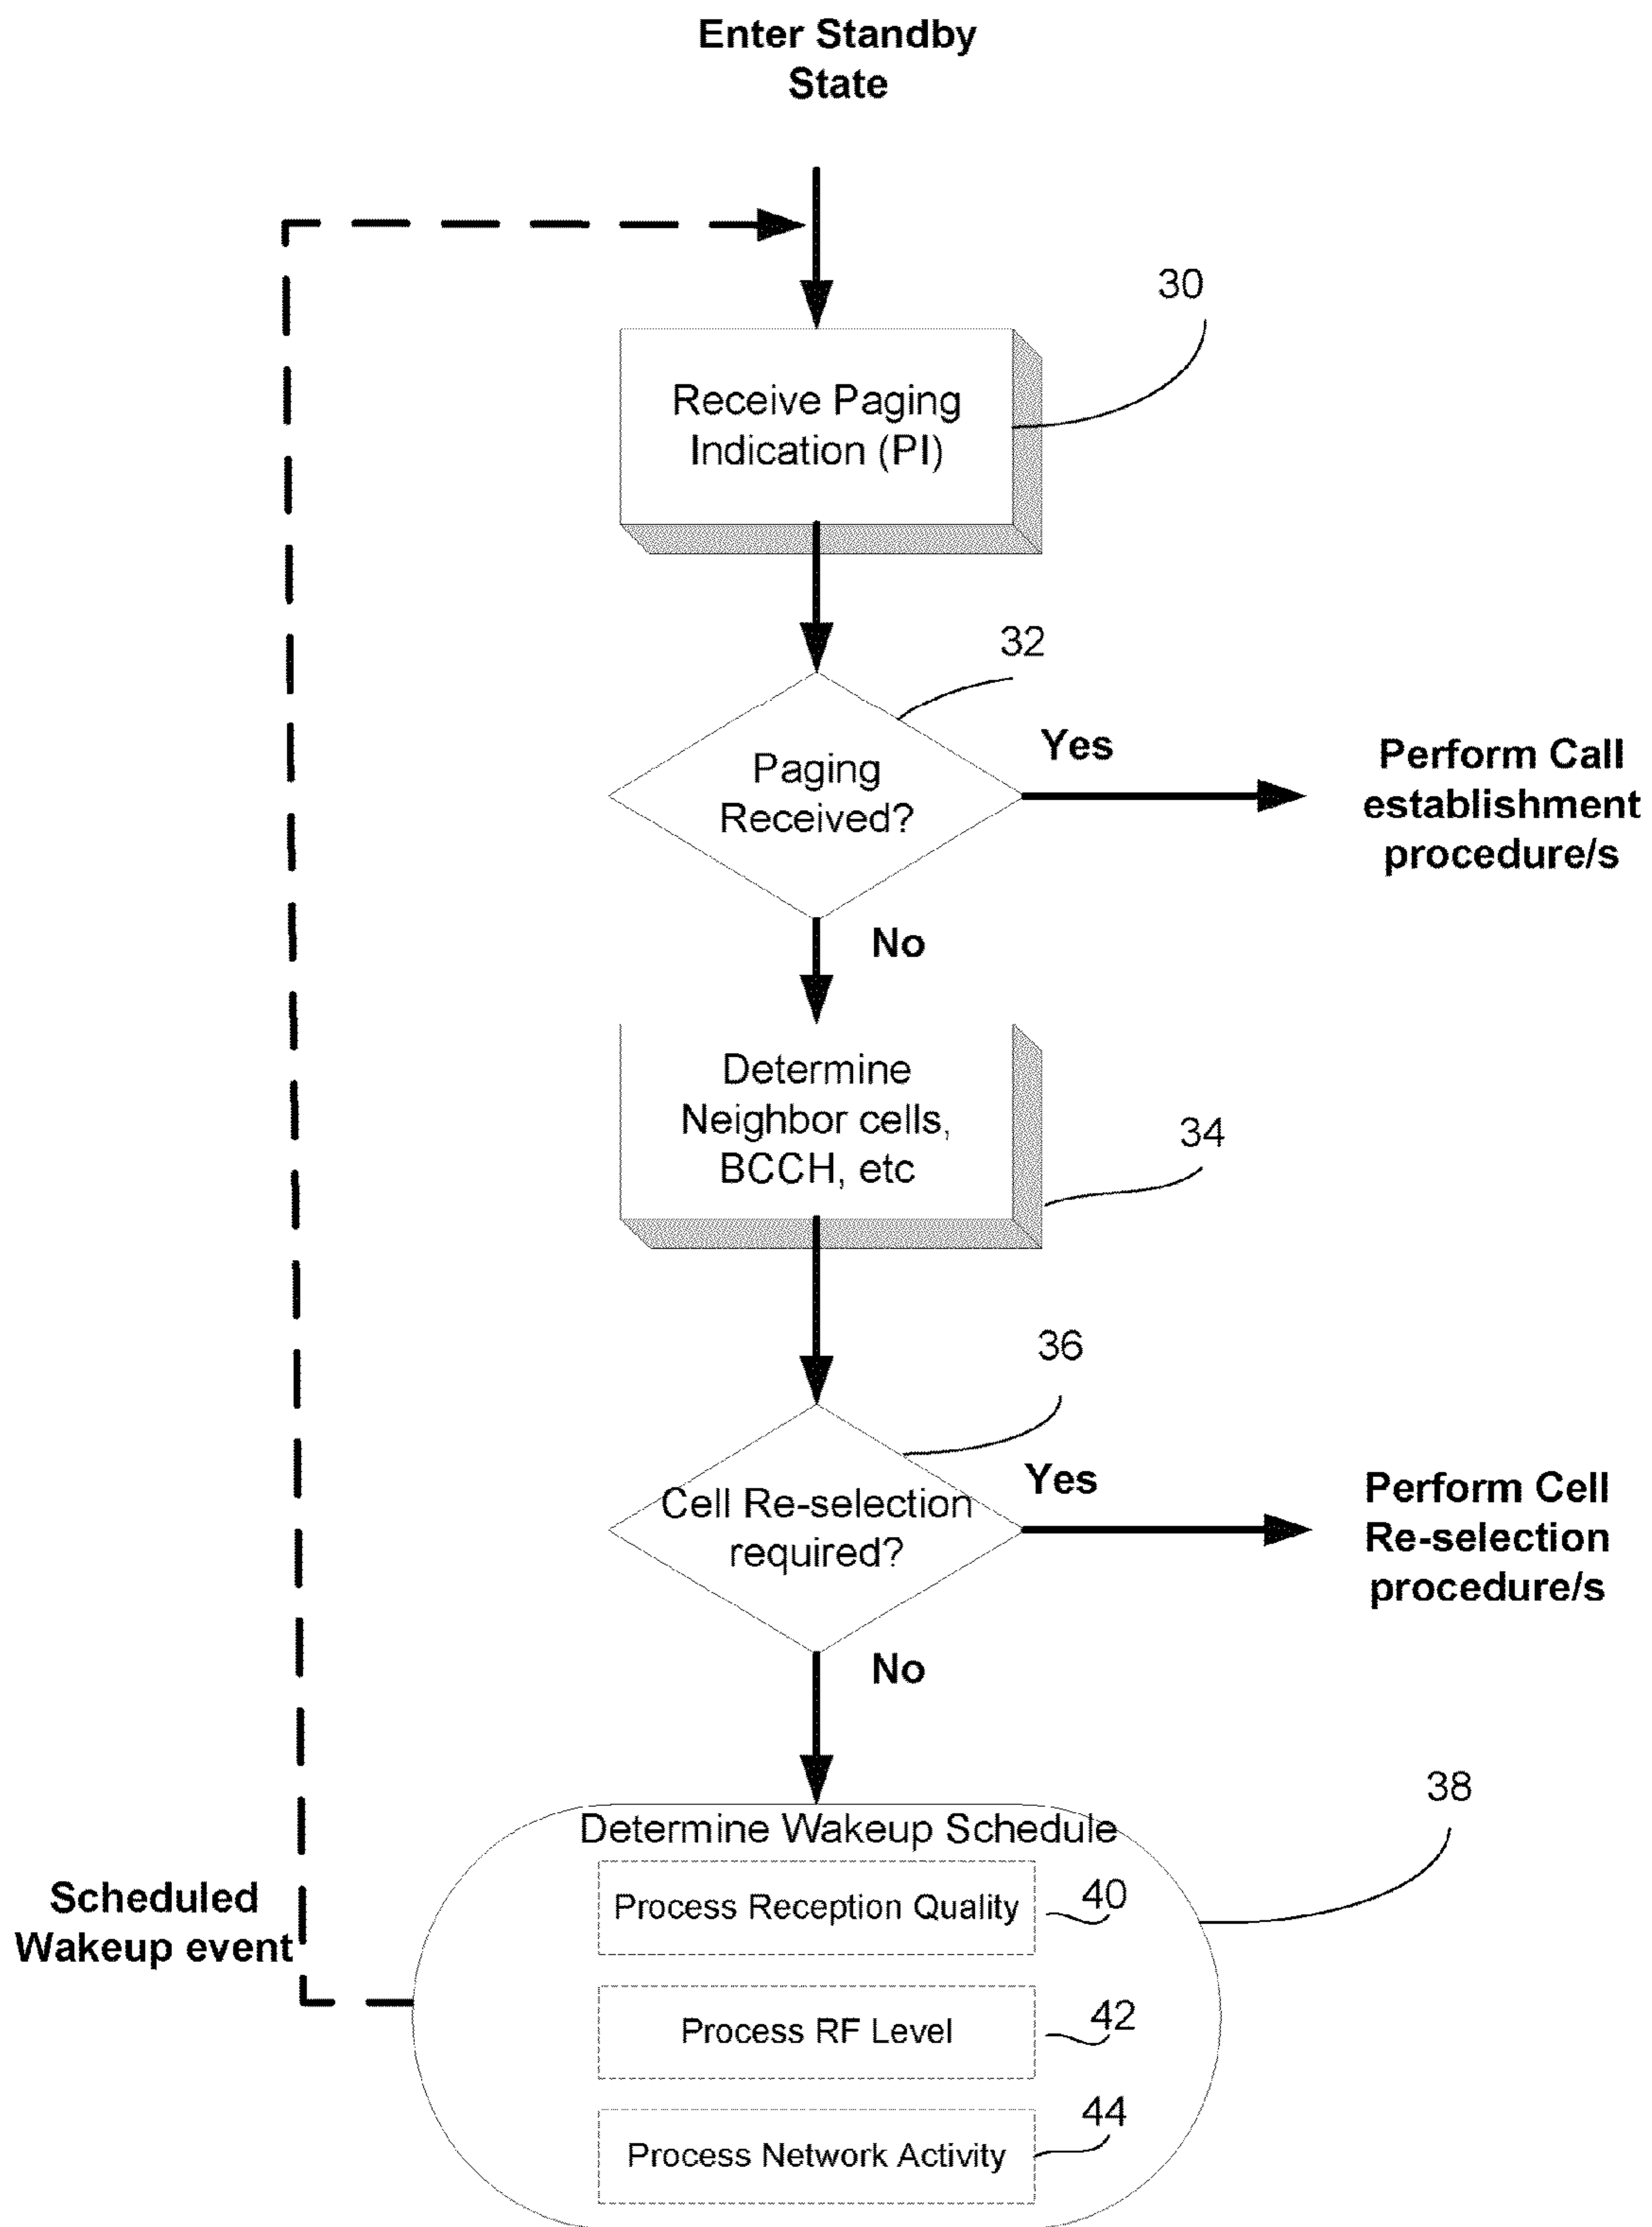 Enter Standby
State
30
Receive Paging
Indication (PI)
32
Paging
Received?
Yes
Perform Call
establishment
procedure/s
No
Determine
Neighbor cells,
BCCH, etc
34
36
Cell Re-selection
required?
Yes
Perform Cell
Re-selection
procedure/s
No
38
Determine Wakeup Schedule
Process Reception Quality
40
Scheduled
Wakeup event
Process RF Level
42
Process Network Activity
44